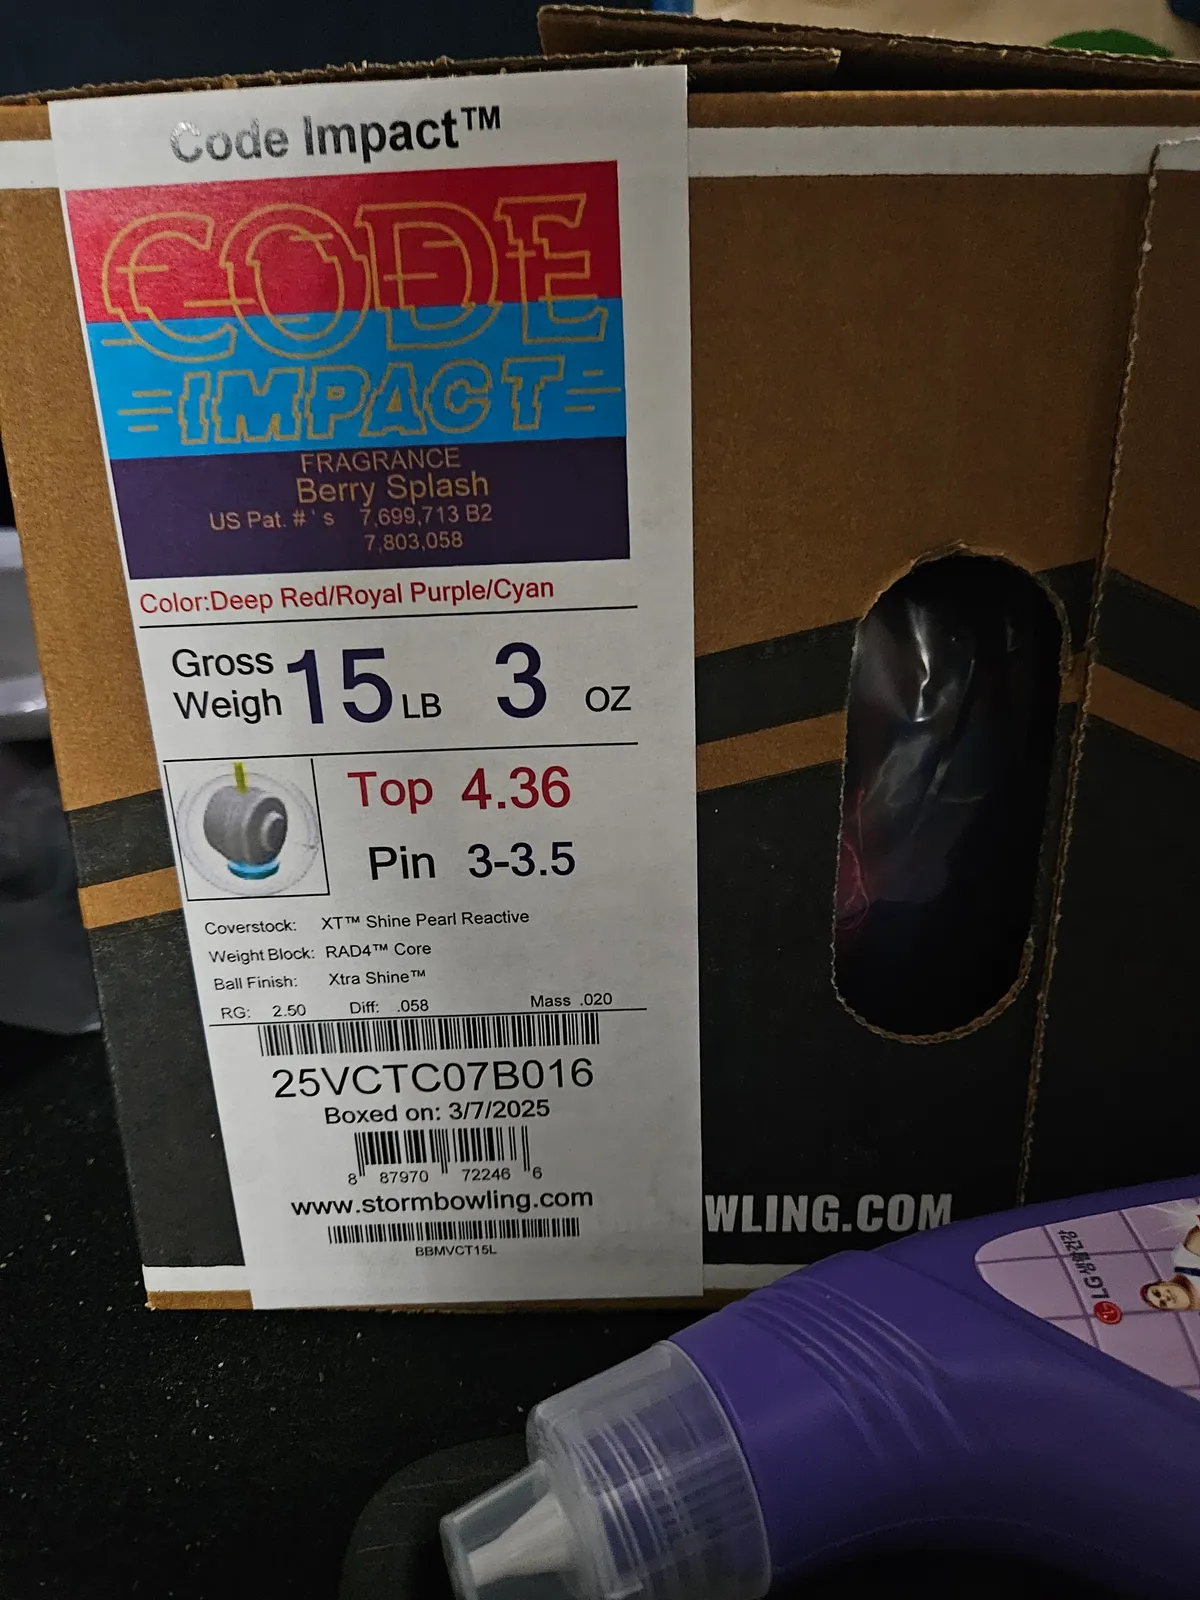 Code Impact™
CODE
IMPACT
FRAGRANCE
Berry Splash
US Pat. # ' s 7,699,713 B2
7,803,058
Color:Deep Red/Royal Purple/Cyan
Gross
Weigh 15 LB 3 OZ
Top 4.36
Pin 3-3.5
Coverstock: XT™ Shine Pearl Reactive
Weight Block: RAD4™ Core
Ball Finish: Xtra Shine™
RG: 2.50 Diff: .058 Mass .020
25VCTC07B016
Boxed on: 3/7/2025
8 87970 72246 6
www.stormbowling.com
BBMVCT15L
WLING.COM
LG